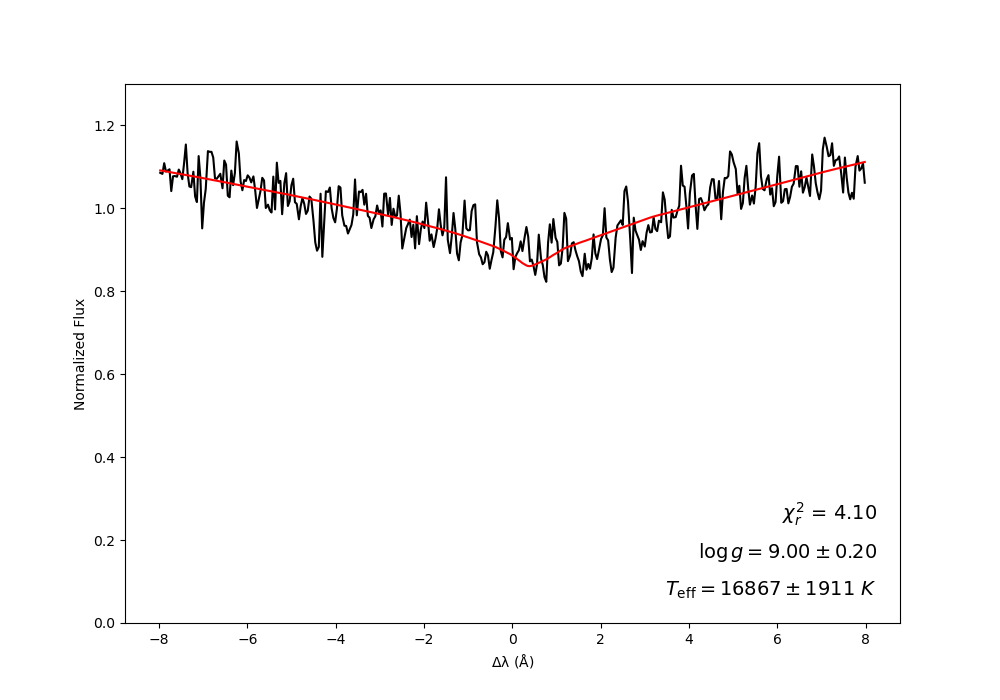 1.2
1.0
0.8
0.6
0.4
0.2
0.0
Normalized Flux
χ²ᵣ = 4.10
log g = 9.00 ± 0.20
T_eff = 16867 ± 1911 K
−8 −6 −4 −2 0 2 4 6 8
Δλ (Å)